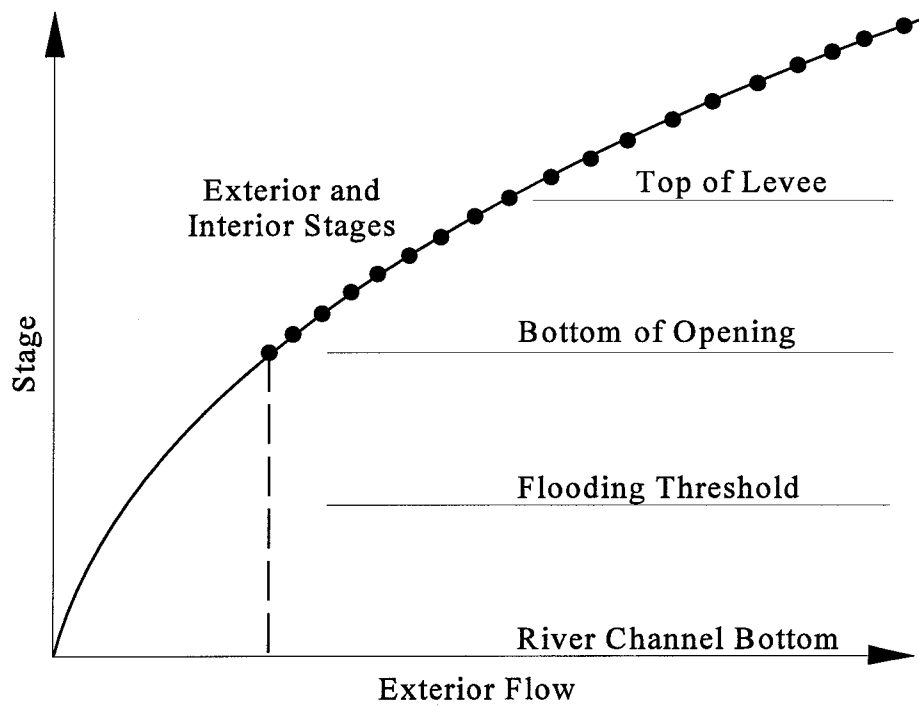 Exterior and
Interior Stages
Top of Levee
Bottom of Opening
Stage
Flooding Threshold
River Channel Bottom
Exterior Flow